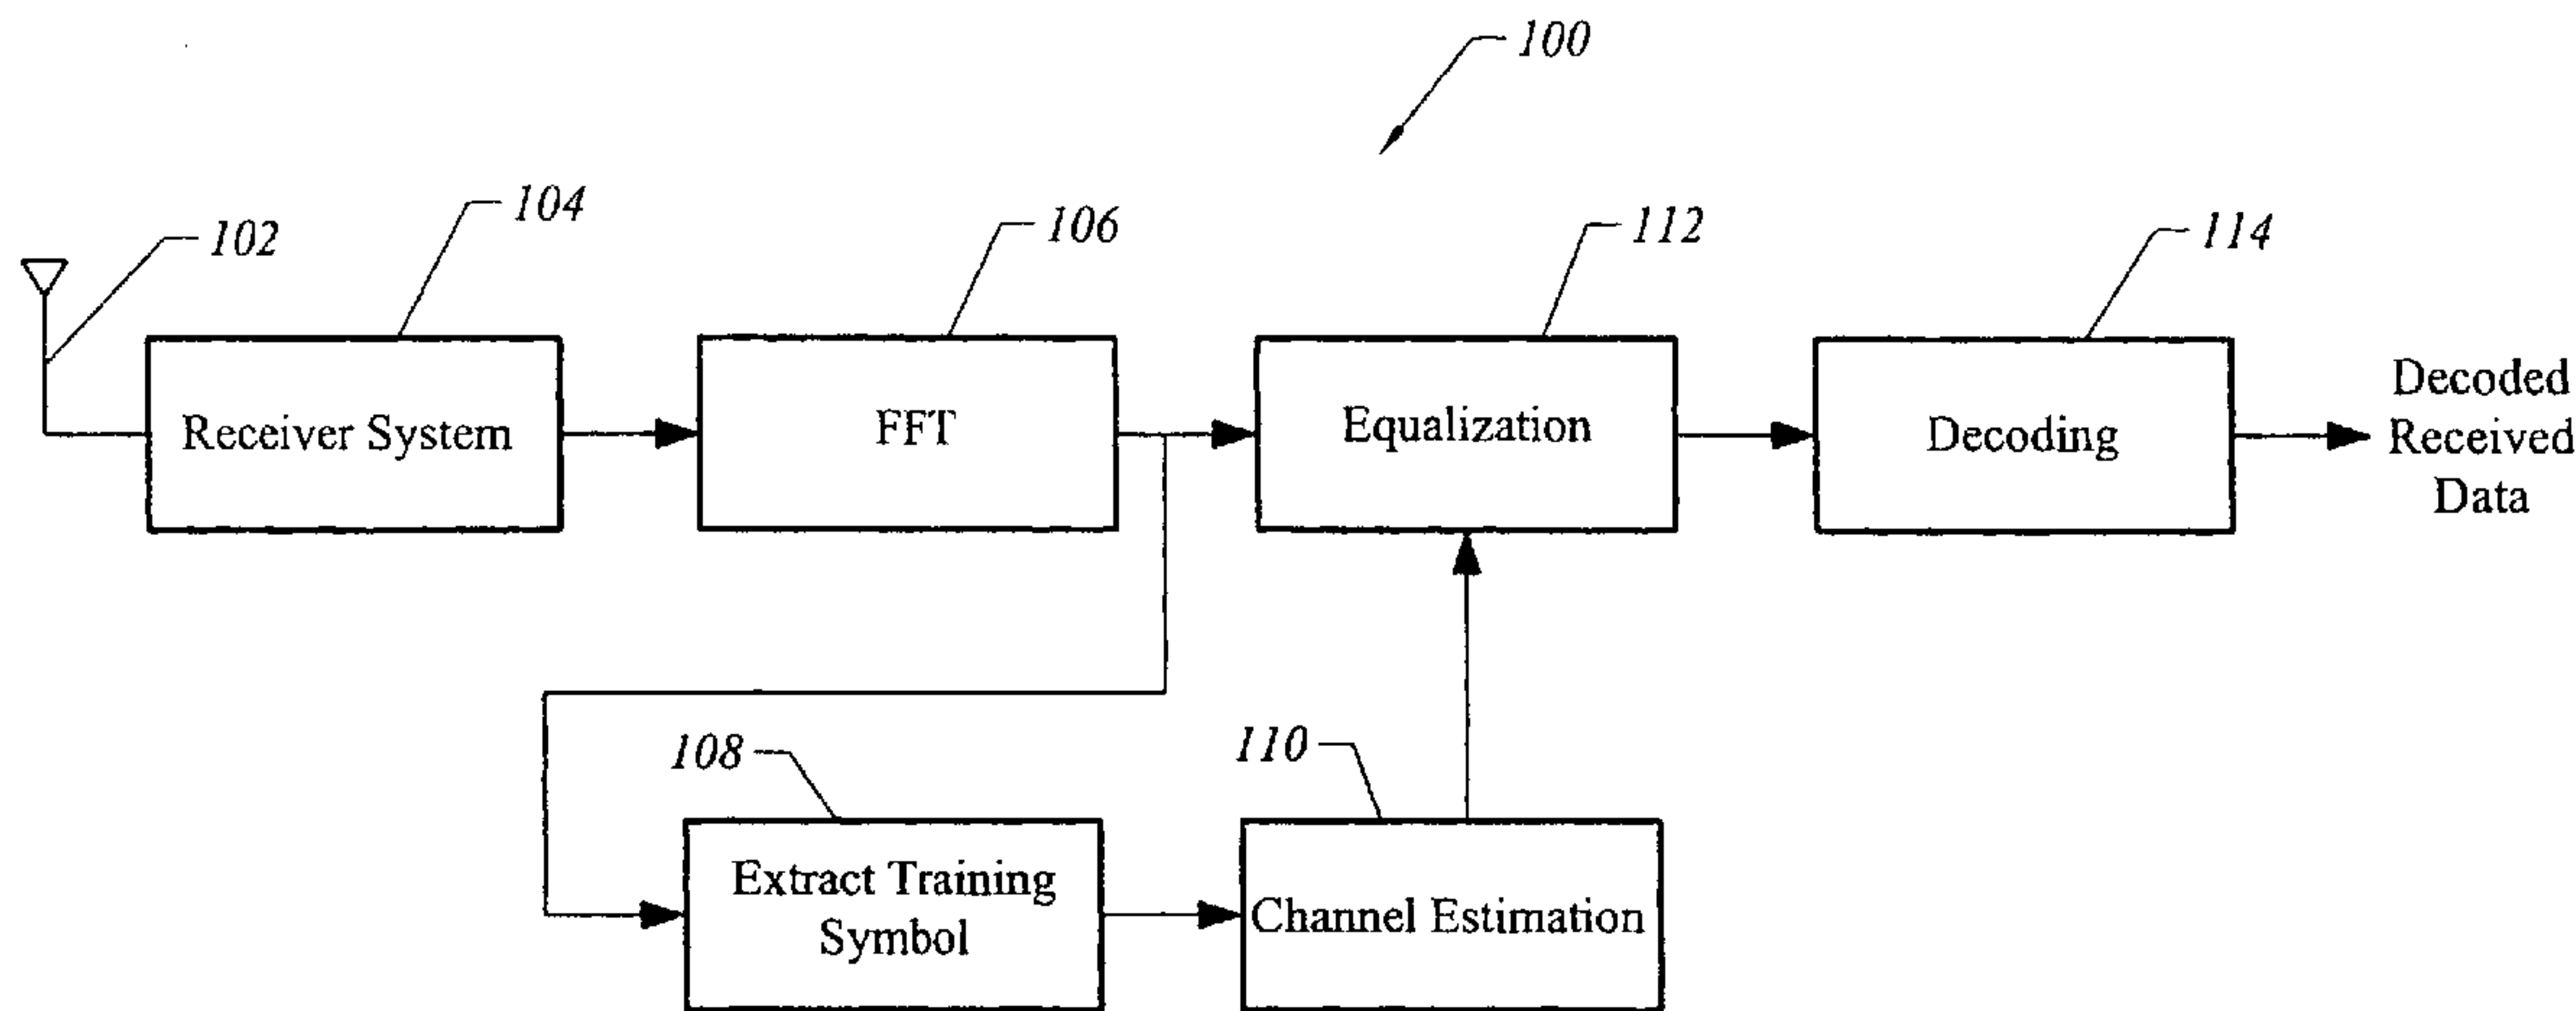 100
102
104
106
112
114
Receiver System
FFT
Equalization
Decoding
Decoded
Received
Data
108
110
Extract Training
Symbol
Channel Estimation